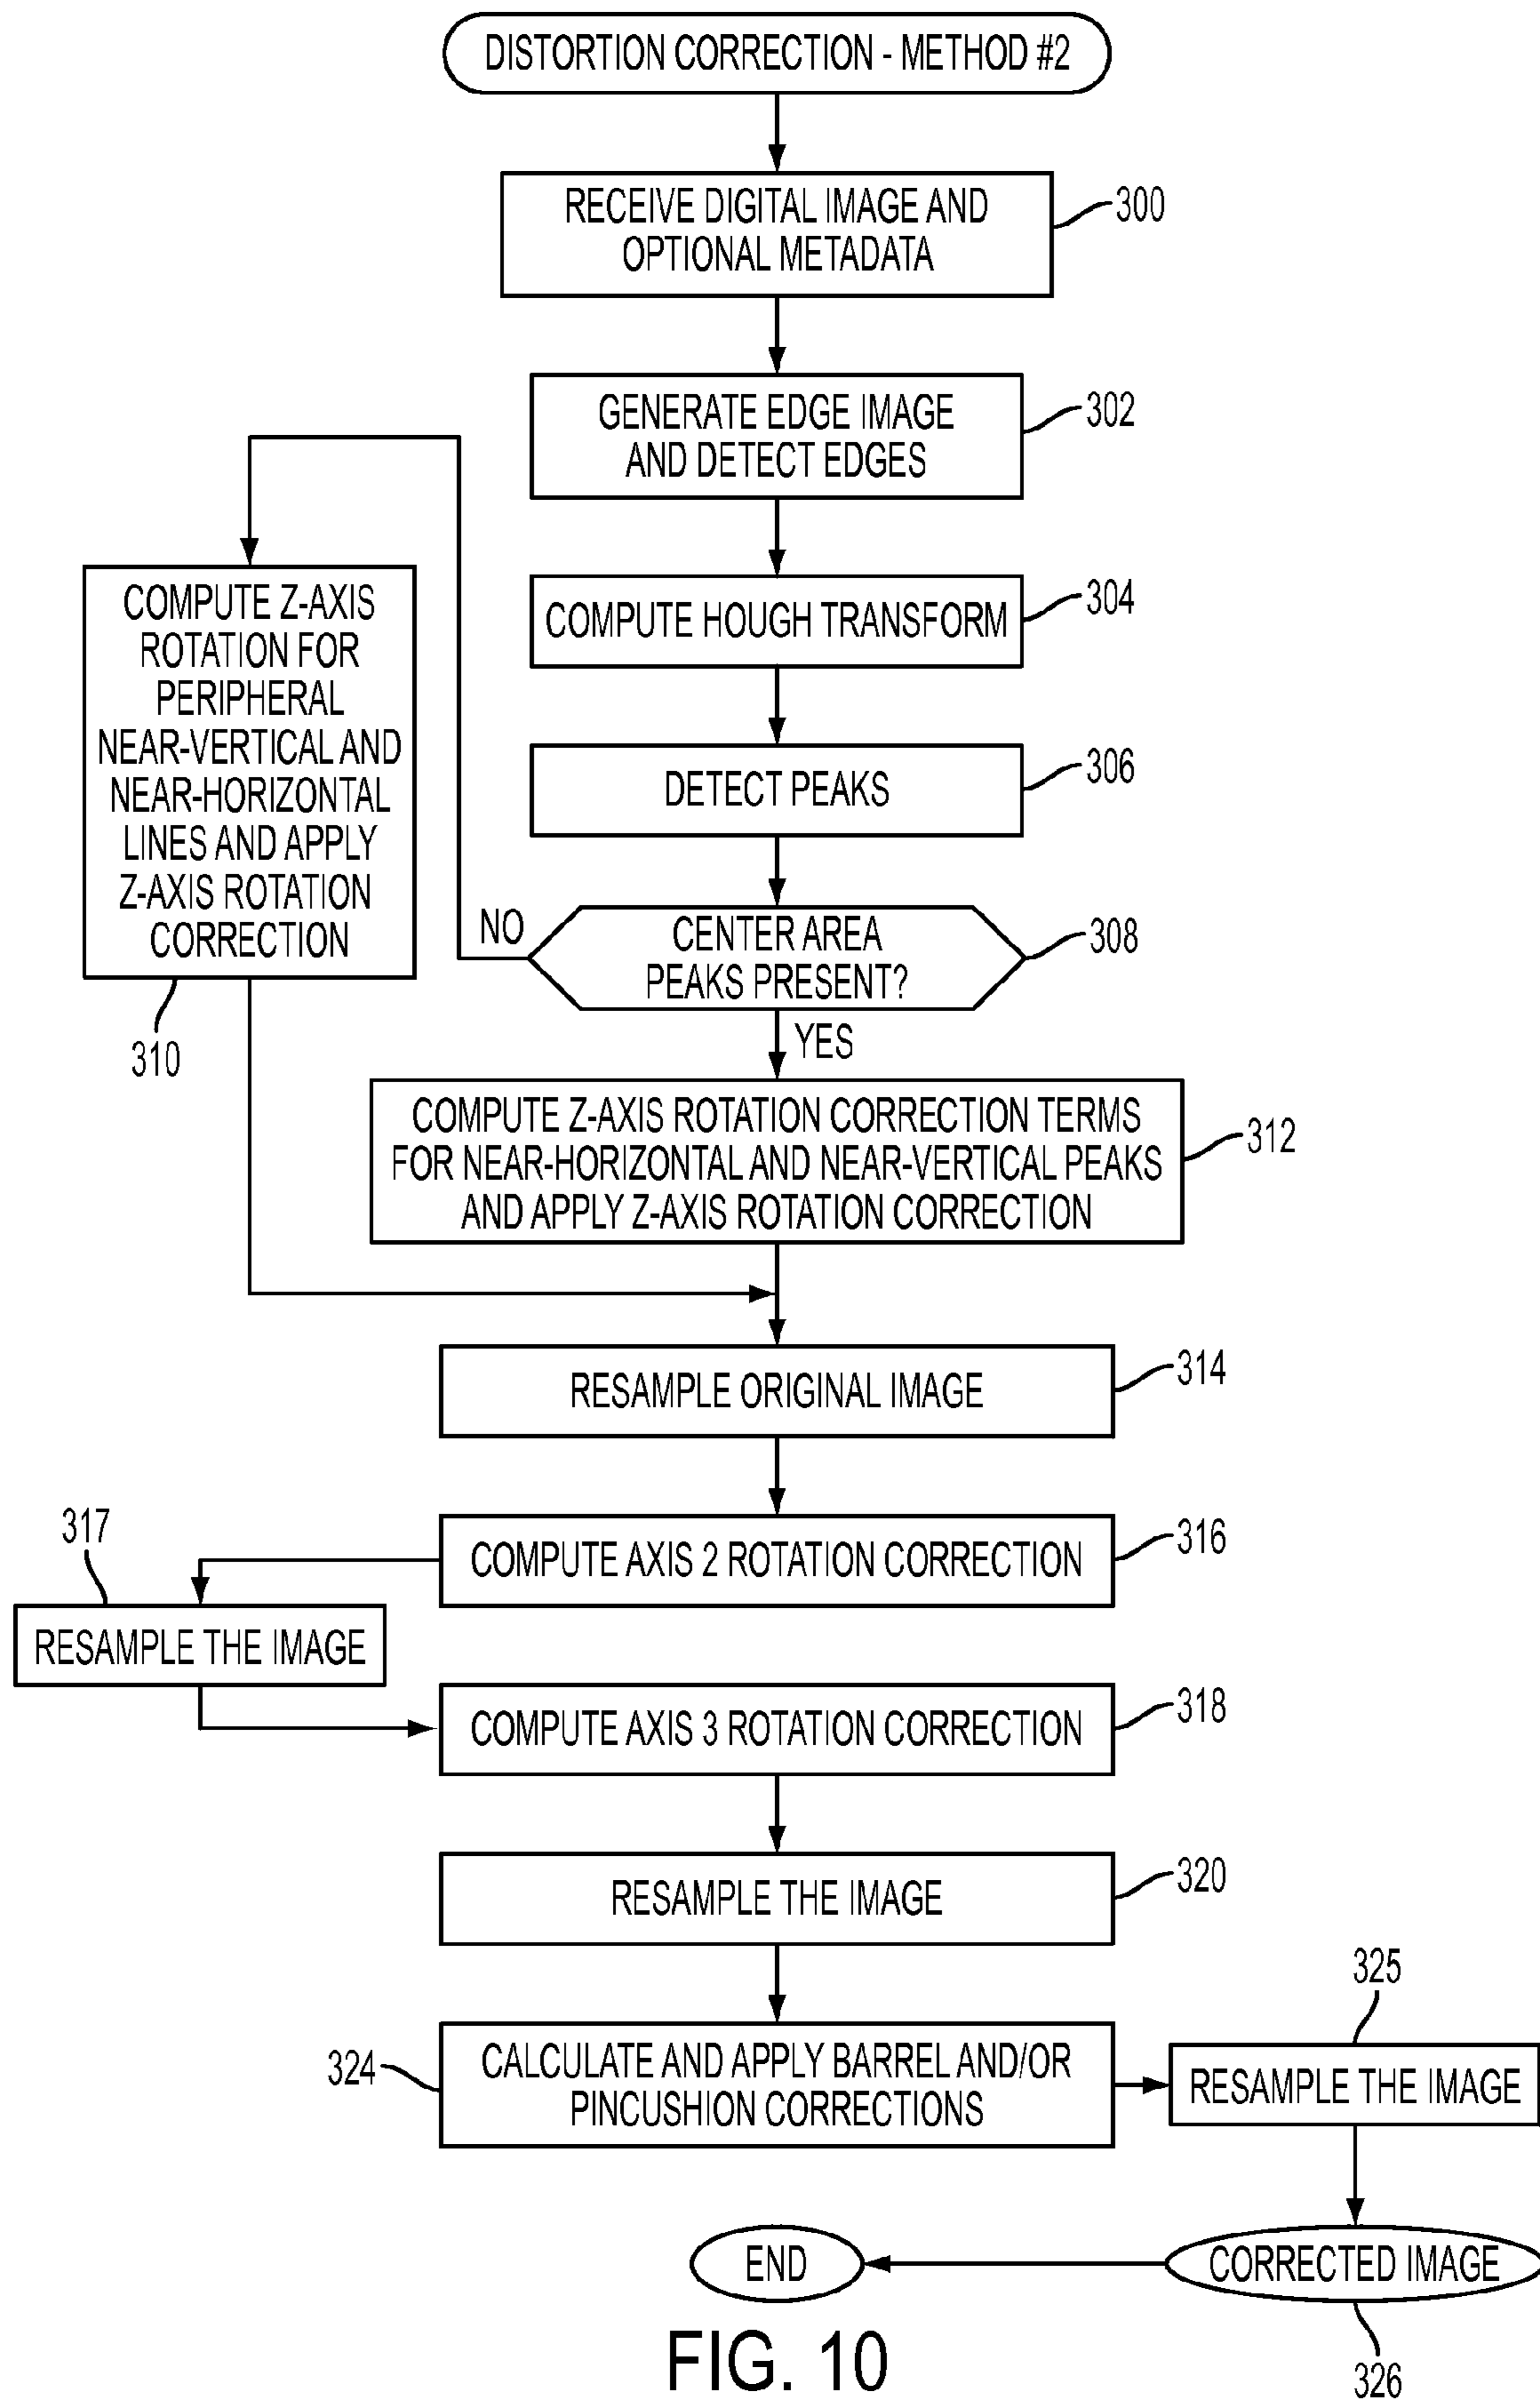 DISTORTION CORRECTION - METHOD #2
RECEIVE DIGITAL IMAGE AND
OPTIONAL METADATA
300
GENERATE EDGE IMAGE
AND DETECT EDGES
302
COMPUTE HOUGH TRANSFORM
304
DETECT PEAKS
306
CENTER AREA
PEAKS PRESENT?
308
NO
YES
COMPUTE Z-AXIS
ROTATION FOR
PERIPHERAL
NEAR-VERTICAL AND
NEAR-HORIZONTAL
LINES AND APPLY
Z-AXIS ROTATION
CORRECTION
310
COMPUTE Z-AXIS ROTATION CORRECTION TERMS
FOR NEAR-HORIZONTAL AND NEAR-VERTICAL PEAKS
AND APPLY Z-AXIS ROTATION CORRECTION
312
RESAMPLE ORIGINAL IMAGE
314
COMPUTE AXIS 2 ROTATION CORRECTION
316
317
RESAMPLE THE IMAGE
COMPUTE AXIS 3 ROTATION CORRECTION
318
RESAMPLE THE IMAGE
320
324
CALCULATE AND APPLY BARREL AND/OR
PINCUSHION CORRECTIONS
325
RESAMPLE THE IMAGE
CORRECTED IMAGE
326
END
FIG. 10